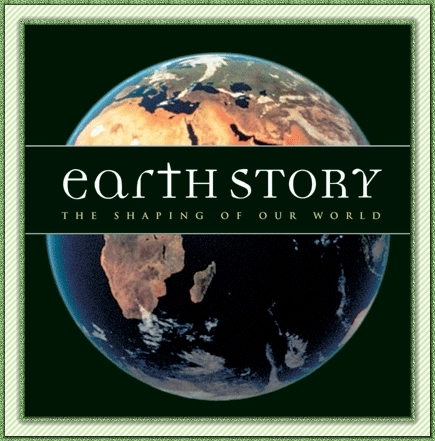 earth STORY
THE SHAPING OF OUR WORLD